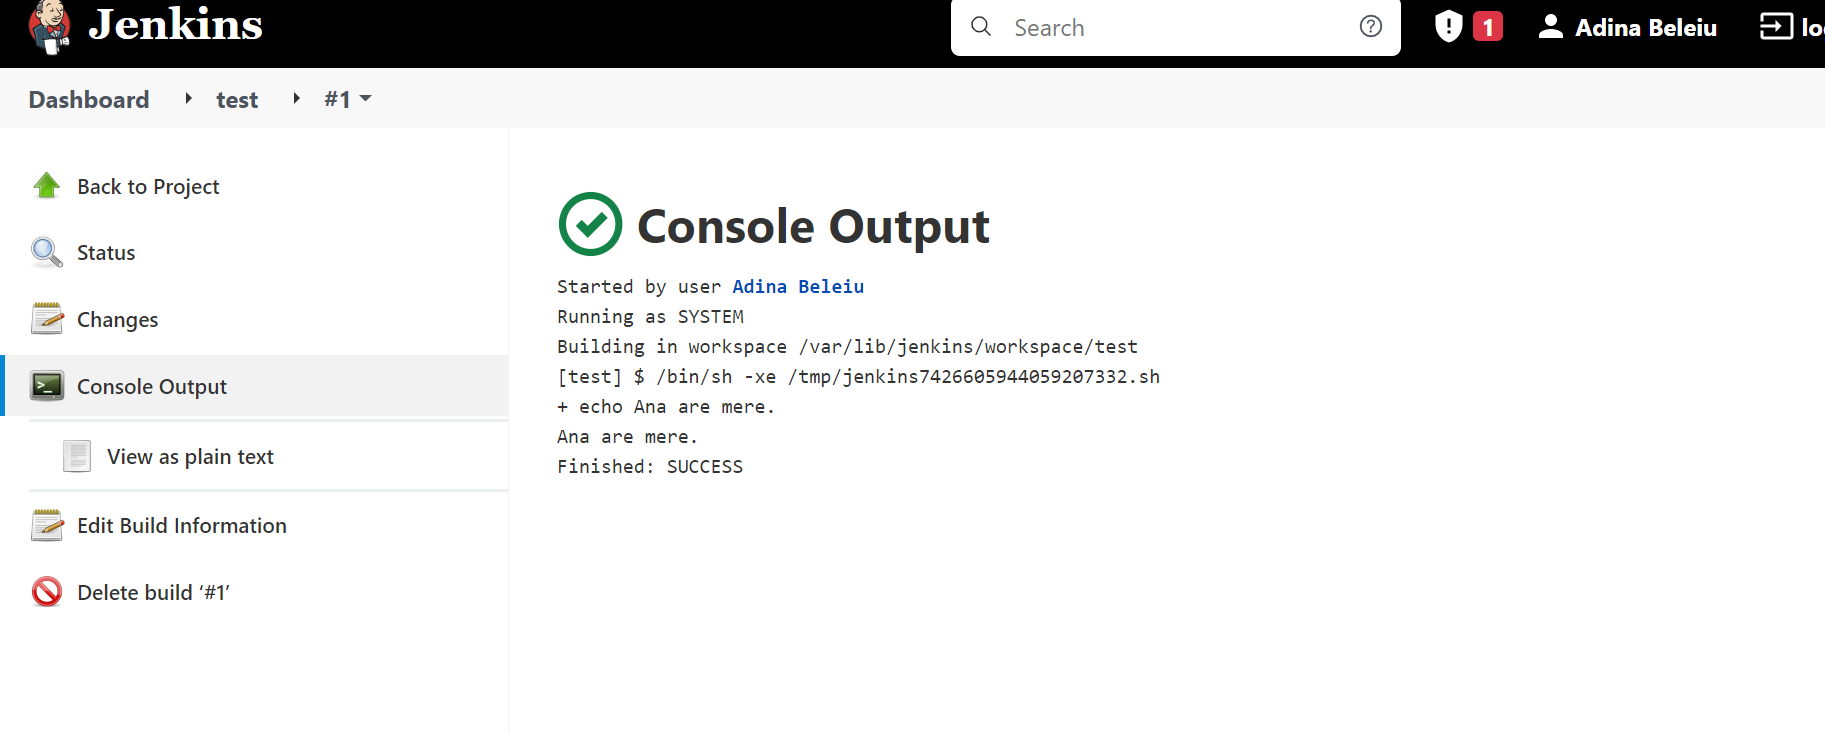 Jenkins
Search
1
Adina Beleiu
Dashboard
test
#1
Back to Project
Status
Changes
Console Output
View as plain text
Edit Build Information
Delete build ‘#1’
Console Output
Started by user Adina Beleiu
Running as SYSTEM
Building in workspace /var/lib/jenkins/workspace/test
[test] $ /bin/sh -xe /tmp/jenkins7426605944059207332.sh
+ echo Ana are mere.
Ana are mere.
Finished: SUCCESS